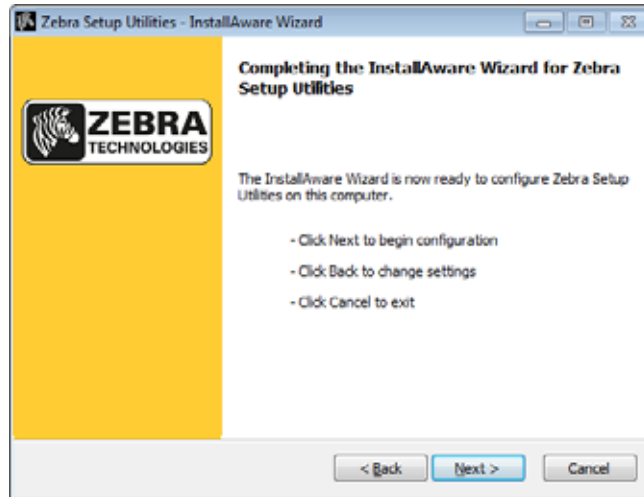 Zebra Setup Utilities - InstallAware Wizard
Completing the InstallAware Wizard for Zebra
Setup Utilities
ZEBRA
TECHNOLOGIES
The InstallAware Wizard is now ready to configure Zebra Setup
Utilities on this computer.
- Click Next to begin configuration
- Click Back to change settings
- Click Cancel to exit
< Back
Next >
Cancel